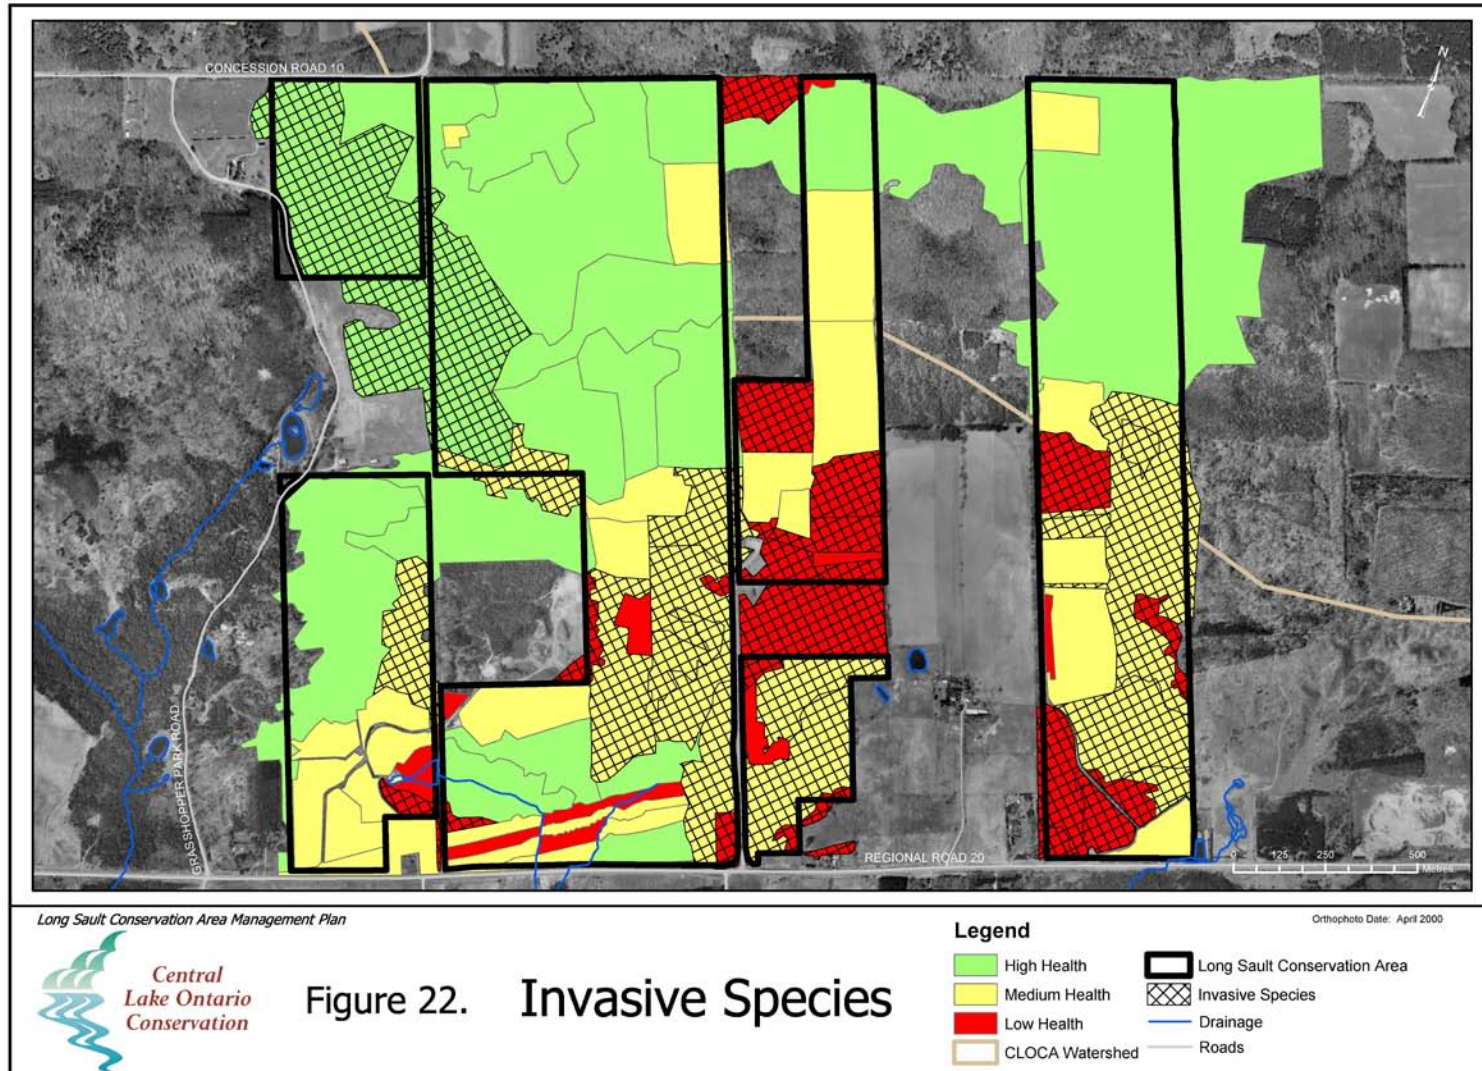 CONCESSION ROAD 10
N
GRASSHOPPER PARK ROAD
REGIONAL ROAD 20
0 125 250 500
Metres
Long Sault Conservation Area Management Plan
Orthophoto Date: April 2000
Central
Lake Ontario
Conservation
Figure 22. Invasive Species
Legend
High Health
Medium Health
Low Health
CLOCA Watershed
Long Sault Conservation Area
Invasive Species
Drainage
Roads